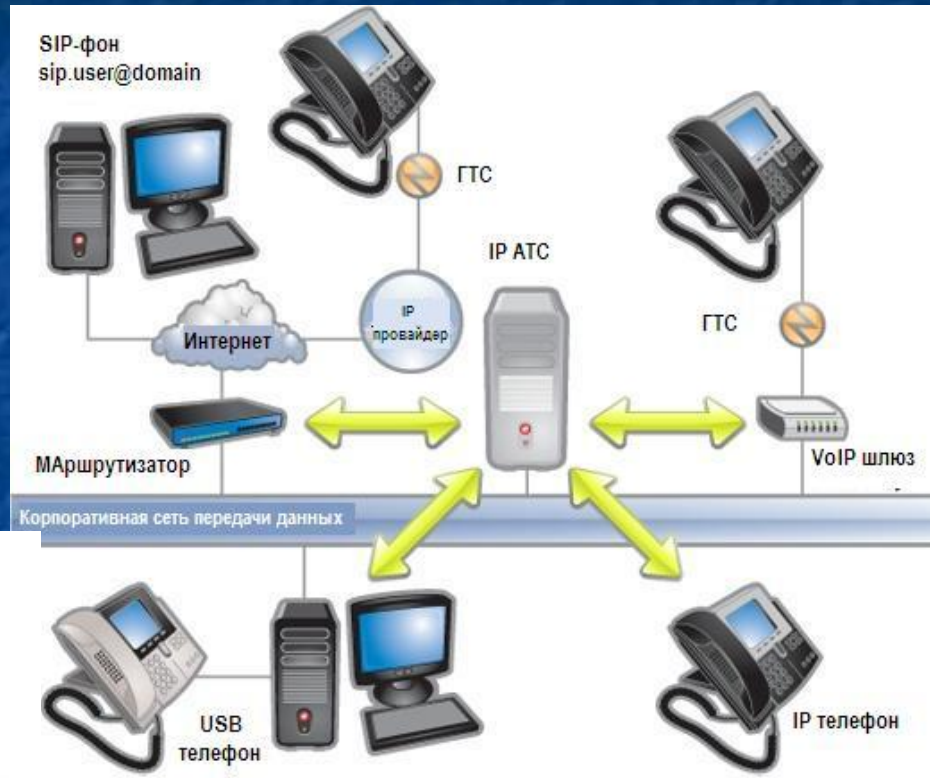 SIP-фон
sip.user@domain
ГТС
IP АТС
IP
провайдер
ГТС
Интернет
МАршрутизатор
VoIP шлюз
Корпоративная сеть передачи данных
USB
телефон
IP телефон